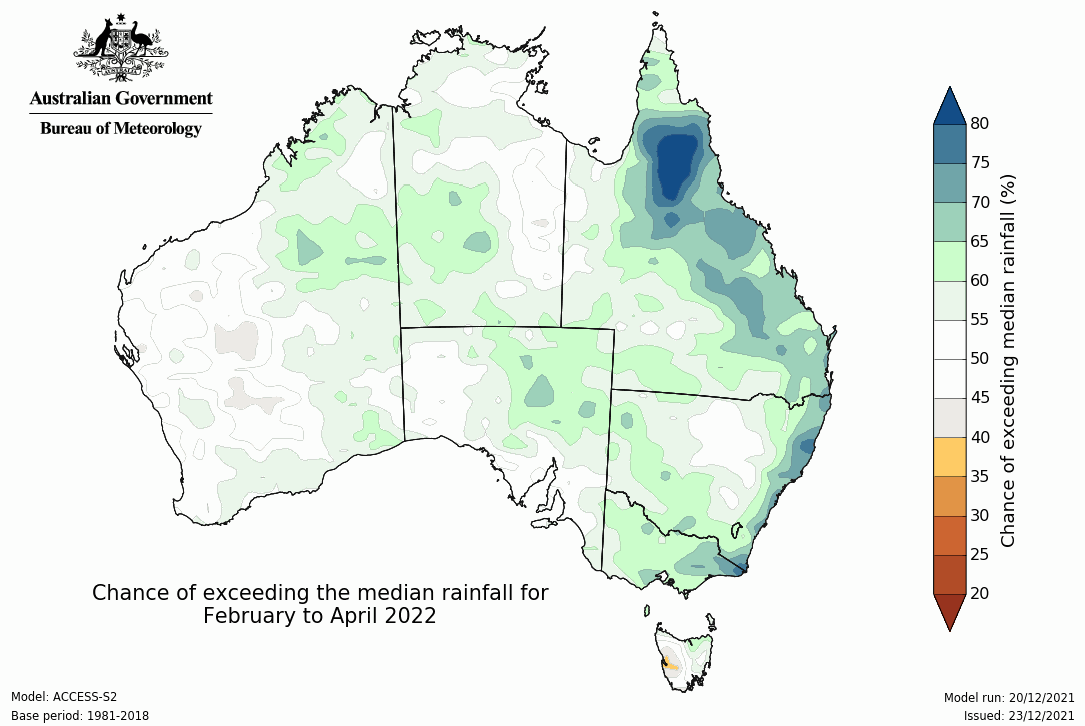 Australian Government
Bureau of Meteorology
80
75
70
65
60
55
50
45
40
35
30
25
20
Chance of exceeding median rainfall (%)
Chance of exceeding the median rainfall for
February to April 2022
Model: ACCESS-S2
Base period: 1981-2018
Model run: 20/12/2021
Issued: 23/12/2021